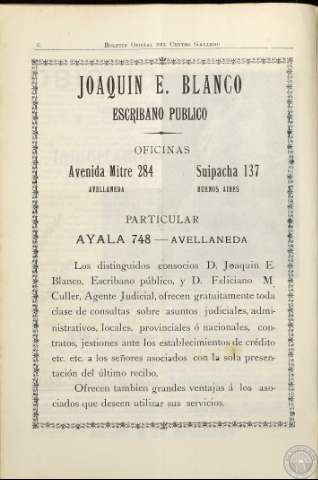 BOLETIN OFICIAL DEL CENTRO GALLEGO
JOAQUIN E. BLANCO
ESCRIBANO PUBLICO
OFICINAS
Avenida Mitre 284 Suipacha 137
AVELLANEDA BUENOS AIRES
PARTICULAR
AYALA 748 — AVELLANEDA
Los distinguidos consocios D. Joaquin E.
Blanco, Escribano público, y D. Feliciano M
Culler, Agente Judicial, ofrecen gratuitamente toda
clase de consultas sobre asuntos judiciales, admi-
nistrativos, locales, provinciales ó nacionales, con-
tratos, jestiones ante los establecimientos de crédito
etc. etc. a los señores asociados con la sola presen-
tación del último recibo.
Ofrecen tambien grandes ventajas á los aso-
ciados que deseen utilizar sus servicios.